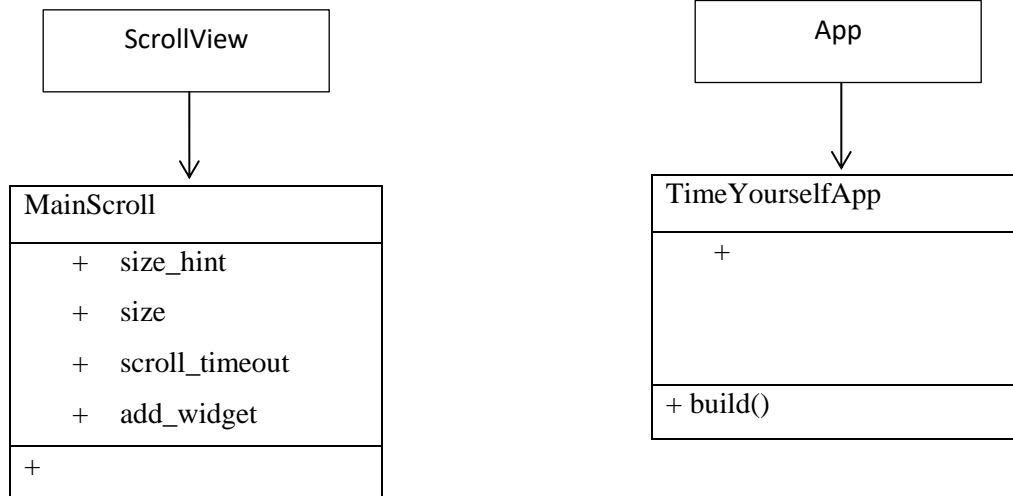 ScrollView
MainScroll
+ size_hint
+ size
+ scroll_timeout
+ add_widget
+
App
TimeYourselfApp
+
+ build()